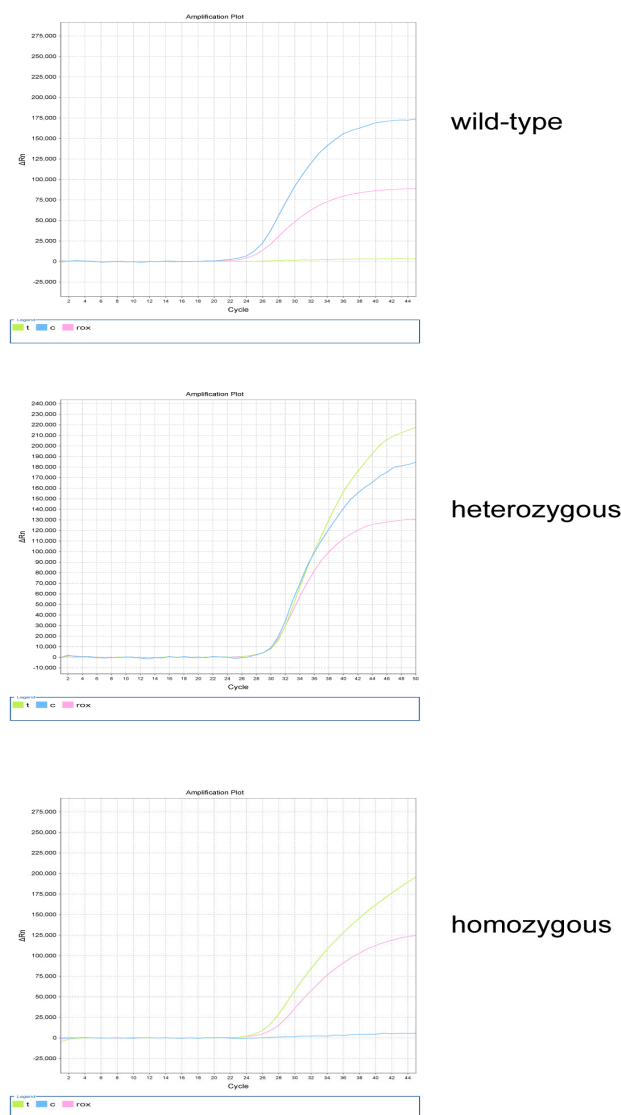 Amplification Plot
275,000
250,000
225,000
200,000
175,000
150,000
125,000
100,000
75,000
50,000
25,000
0
-25,000
ΔRn
2 4 6 8 10 12 14 16 18 20 22 24 26 28 30 32 34 36 38 40 42 44
Cycle
Legend
t c rox
wild-type
Amplification Plot
240,000
230,000
220,000
210,000
200,000
190,000
180,000
170,000
160,000
150,000
140,000
130,000
120,000
110,000
100,000
90,000
80,000
70,000
60,000
50,000
40,000
30,000
20,000
10,000
0
-10,000
ΔRn
2 4 6 8 10 12 14 16 18 20 22 24 26 28 30 32 34 36 38 40 42 44 46 48 50
Cycle
Legend
t c rox
heterozygous
Amplification Plot
275,000
250,000
225,000
200,000
175,000
150,000
125,000
100,000
75,000
50,000
25,000
0
-25,000
ΔRn
2 4 6 8 10 12 14 16 18 20 22 24 26 28 30 32 34 36 38 40 42 44
Cycle
Legend
t c rox
homozygous